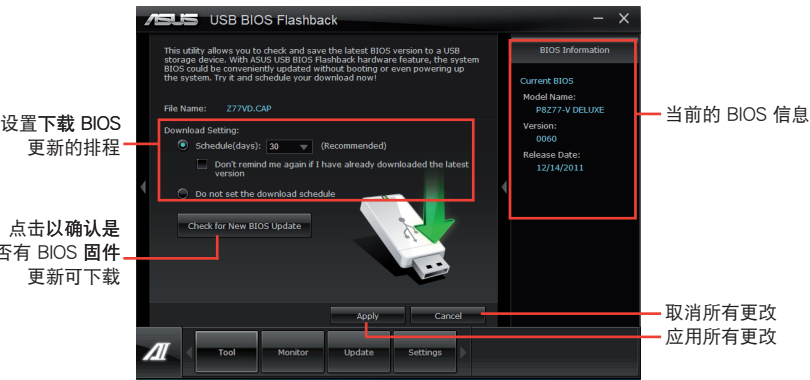 ASUS USB BIOS Flashback
This utility allows you to check and save the latest BIOS version to a USB
storage device. With ASUS USB BIOS Flashback hardware feature, the system
BIOS could be conveniently updated without booting or even powering up
the system. Try it and schedule your download now!
File Name: Z77VD.CAP
Download Setting:
Schedule(days): 30 (Recommended)
Don't remind me again if I have already downloaded the latest
version
Do not set the download schedule
Check for New BIOS Update
Apply Cancel
Tool Monitor Update Settings
BIOS Information
Current BIOS
Model Name:
P8Z77-V DELUXE
Version:
0060
Release Date:
12/14/2011
设置下载 BIOS
更新的排程
点击以确认是
否有 BIOS 固件
更新可下载
当前的 BIOS 信息
取消所有更改
应用所有更改